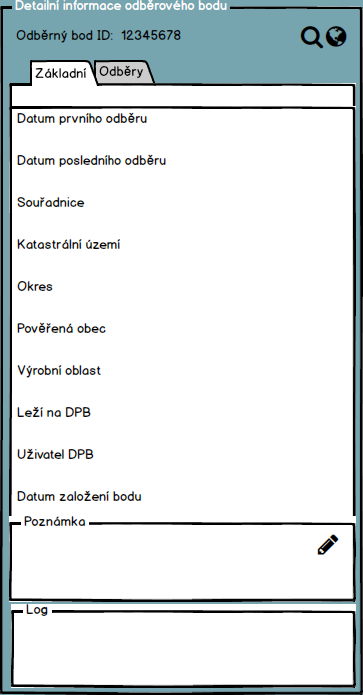 Detailní informace odběrového bodu
Odběrný bod ID: 12345678
Základní
Odběry
Datum prvního odběru
Datum posledního odběru
Souřadnice
Katastrální území
Okres
Pověřená obec
Výrobní oblast
Leží na DPB
Uživatel DPB
Datum založení bodu
Poznámka
Log